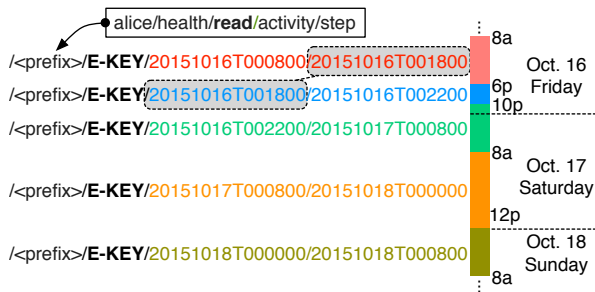 alice/health/read/activity/step
8a
/<prefix>/E-KEY/20151016T000800/20151016T001800
Oct. 16
Friday
6p
/<prefix>/E-KEY/20151016T001800/20151016T002200
10p
/<prefix>/E-KEY/20151016T002200/20151017T000800
8a
Oct. 17
Saturday
/<prefix>/E-KEY/20151017T000800/20151018T000000
12p
Oct. 18
Sunday
/<prefix>/E-KEY/20151018T000000/20151018T000800
8a